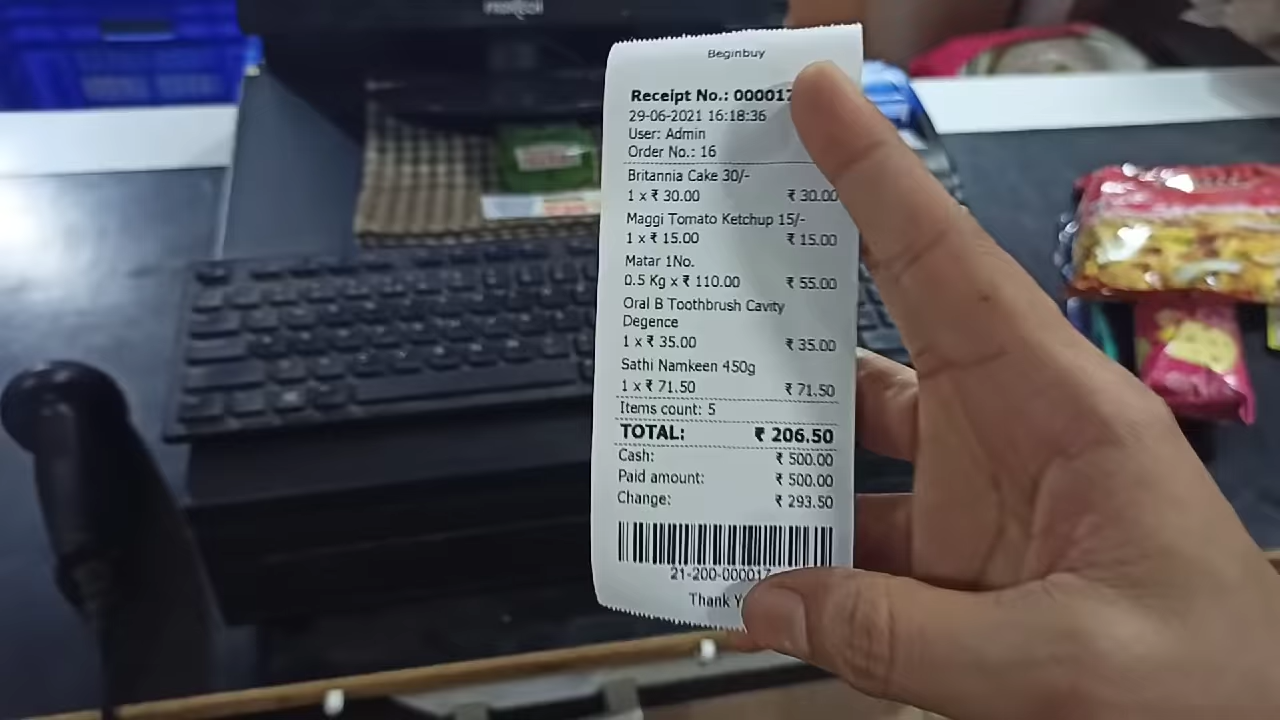 Beginbuy
Receipt No.: 000017
29-06-2021 16:18:36
User: Admin
Order No.: 16
Britannia Cake 30/-
1 x ₹ 30.00 ₹ 30.00
Maggi Tomato Ketchup 15/-
1 x ₹ 15.00 ₹ 15.00
Matar 1No.
0.5 Kg x ₹ 110.00 ₹ 55.00
Oral B Toothbrush Cavity
Degence
1 x ₹ 35.00 ₹ 35.00
Sathi Namkeen 450g
1 x ₹ 71.50 ₹ 71.50
Items count: 5
TOTAL: ₹ 206.50
Cash: ₹ 500.00
Paid amount: ₹ 500.00
Change: ₹ 293.50
21-200-000017
Thank